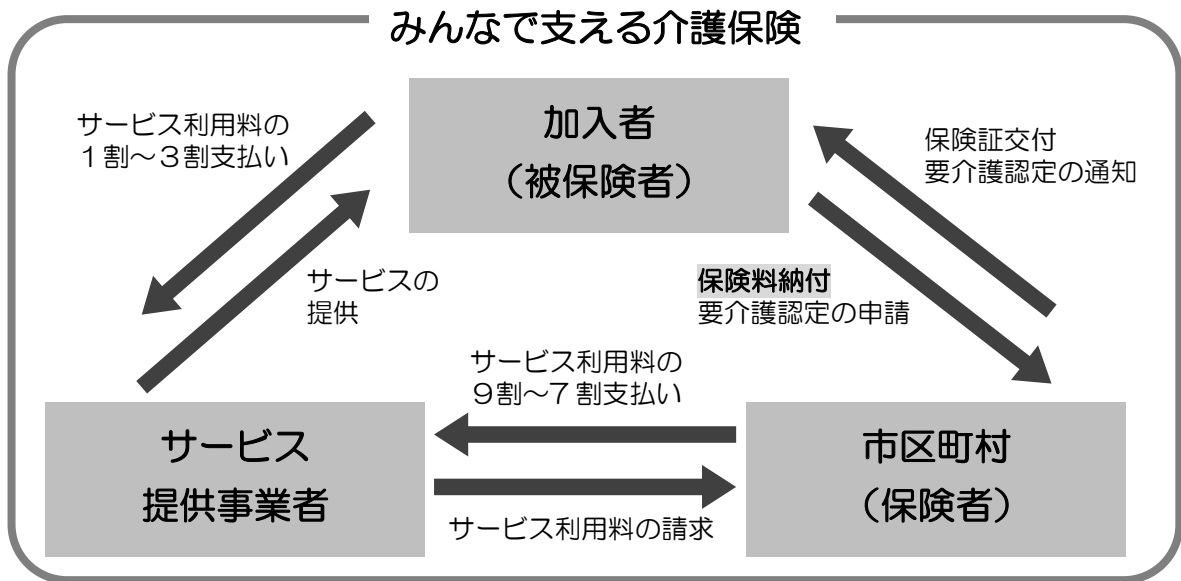 みんなで支える介護保険
加入者
（被保険者）
サービス利用料の
１割～３割支払い
保険証交付
要介護認定の通知
サービスの
提供
保険料納付
要介護認定の申請
サービス利用料の
９割～７割支払い
サービス
提供事業者
市区町村
（保険者）
サービス利用料の請求